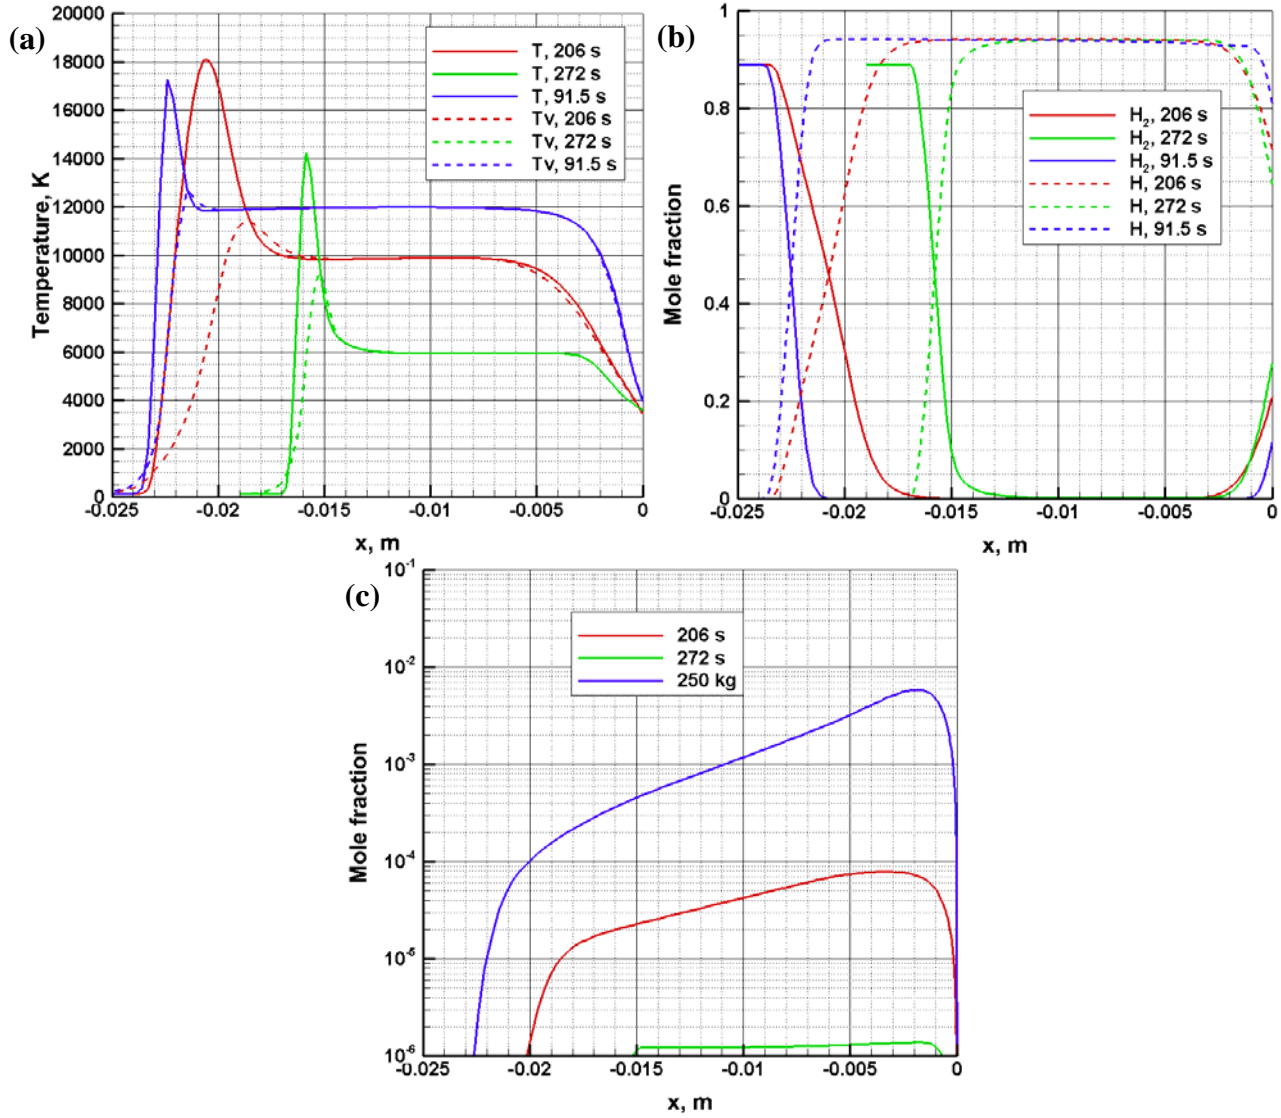 (a)
20000
18000
16000
14000
12000
10000
8000
6000
4000
2000
0
Temperature, K
T, 206 s
T, 272 s
T, 91.5 s
Tv, 206 s
Tv, 272 s
Tv, 91.5 s
-0.025
-0.02
-0.015
-0.01
-0.005
0
x, m
(b)
1
0.8
0.6
0.4
0.2
0
Mole fraction
H₂, 206 s
H₂, 272 s
H₂, 91.5 s
H, 206 s
H, 272 s
H, 91.5 s
-0.025
-0.02
-0.015
-0.01
-0.005
0
x, m
(c)
10⁻¹
10⁻²
10⁻³
10⁻⁴
10⁻⁵
10⁻⁶
Mole fraction
206 s
272 s
250 kg
-0.025
-0.02
-0.015
-0.01
-0.005
0
x, m